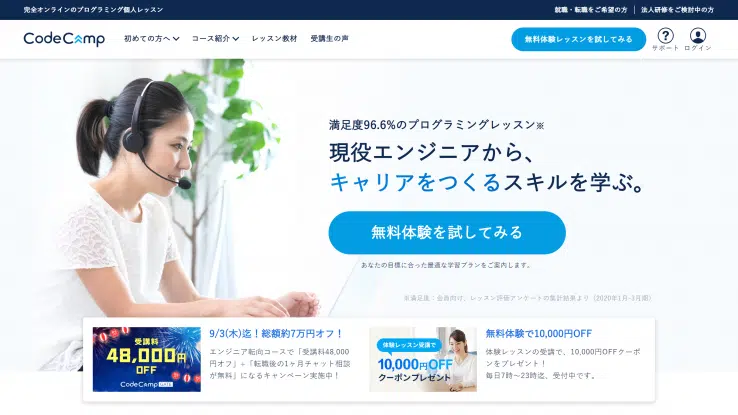 完全オンラインのプログラミング個人レッスン
就職・転職をご希望の方
法人研修をご検討中の方
CodeCamp
初めての方へ
コース紹介
レッスン教材
受講生の声
無料体験レッスンを試してみる
サポート
ログイン
満足度96.6%のプログラミングレッスン※
現役エンジニアから、
キャリアをつくるスキルを学ぶ。
無料体験を試してみる
あなたの目標に合った最適な学習プランをご案内します。
※満足度：会員向け、レッスン評価アンケートの集計結果より（2020年1月-3月期）
受講料
48,000円
OFF
CodeCamp
9/3(木)迄！総額約7万円オフ！
エンジニア転向コースで「受講料48,000
円オフ」+「転職後の1ヶ月チャット相談
が無料」になるキャンペーン実施中！
体験レッスン受講で
10,000円OFF
クーポンプレゼント
無料体験で10,000円OFF
体験レッスンの受講で、10,000円OFFクーポ
ンをプレゼント！
毎日7時〜23時迄、受付中です。